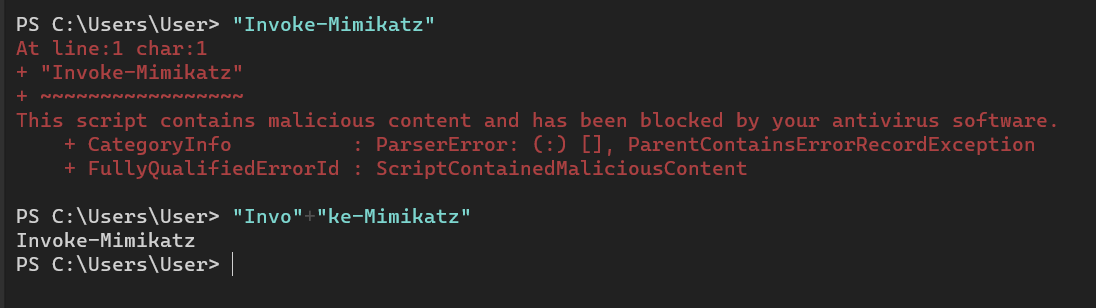 PS C:\Users\User> "Invoke-Mimikatz"
At line:1 char:1
+ "Invoke-Mimikatz"
+ ~~~~~~~~~~~~~~~~~
This script contains malicious content and has been blocked by your antivirus software.
    + CategoryInfo          : ParserError: (:) [], ParentContainsErrorRecordException
    + FullyQualifiedErrorId : ScriptContainedMaliciousContent

PS C:\Users\User> "Invo"+"ke-Mimikatz"
Invoke-Mimikatz
PS C:\Users\User>